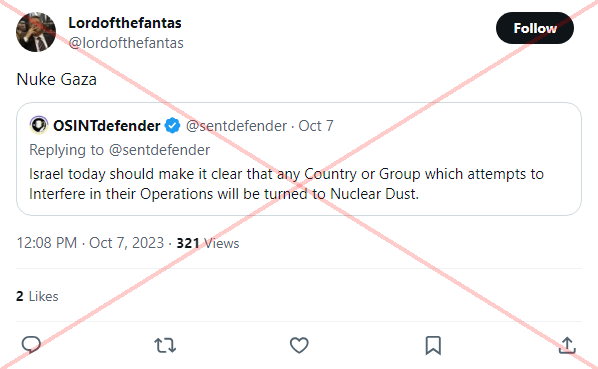 Lordofthefantas
@lordofthefantas
Follow
Nuke Gaza
OSINTdefender @sentdefender · Oct 7
Replying to @sentdefender
Israel today should make it clear that any Country or Group which attempts to
Interfere in their Operations will be turned to Nuclear Dust.
12:08 PM · Oct 7, 2023 · 321 Views
2 Likes